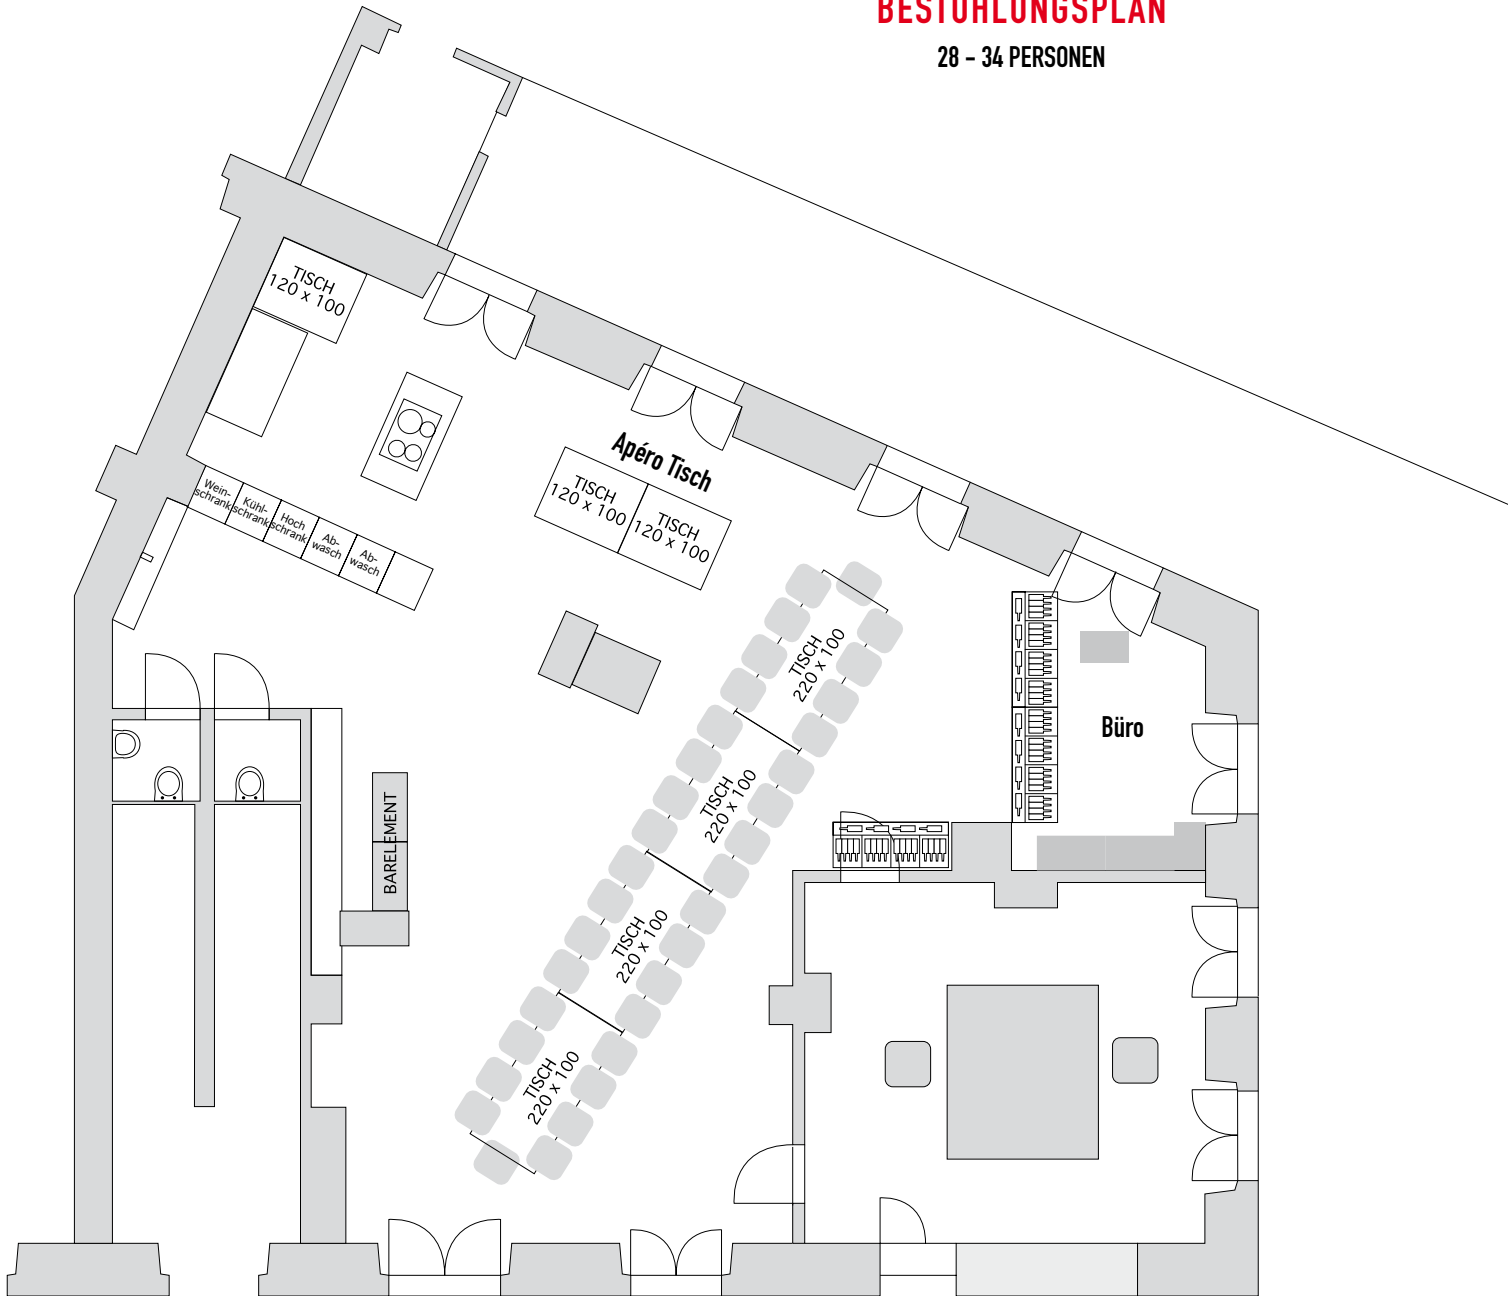 BESTUHLUNGSPLAN
28 – 34 PERSONEN
TISCH
120 x 100
Apéro Tisch
TISCH
120 x 100
TISCH
120 x 100
Wein-
schrank
Kühl-
schrank
Hoch
schrank
Ab-
wasch
Ab-
wasch
TISCH
220 x 100
Büro
TISCH
220 x 100
BARELEMENT
TISCH
220 x 100
TISCH
220 x 100